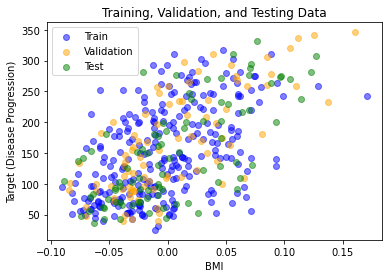 Training, Validation, and Testing Data
Train
Validation
Test
Target (Disease Progression)
350
300
250
200
150
100
50
−0.10
−0.05
0.00
0.05
0.10
0.15
BMI